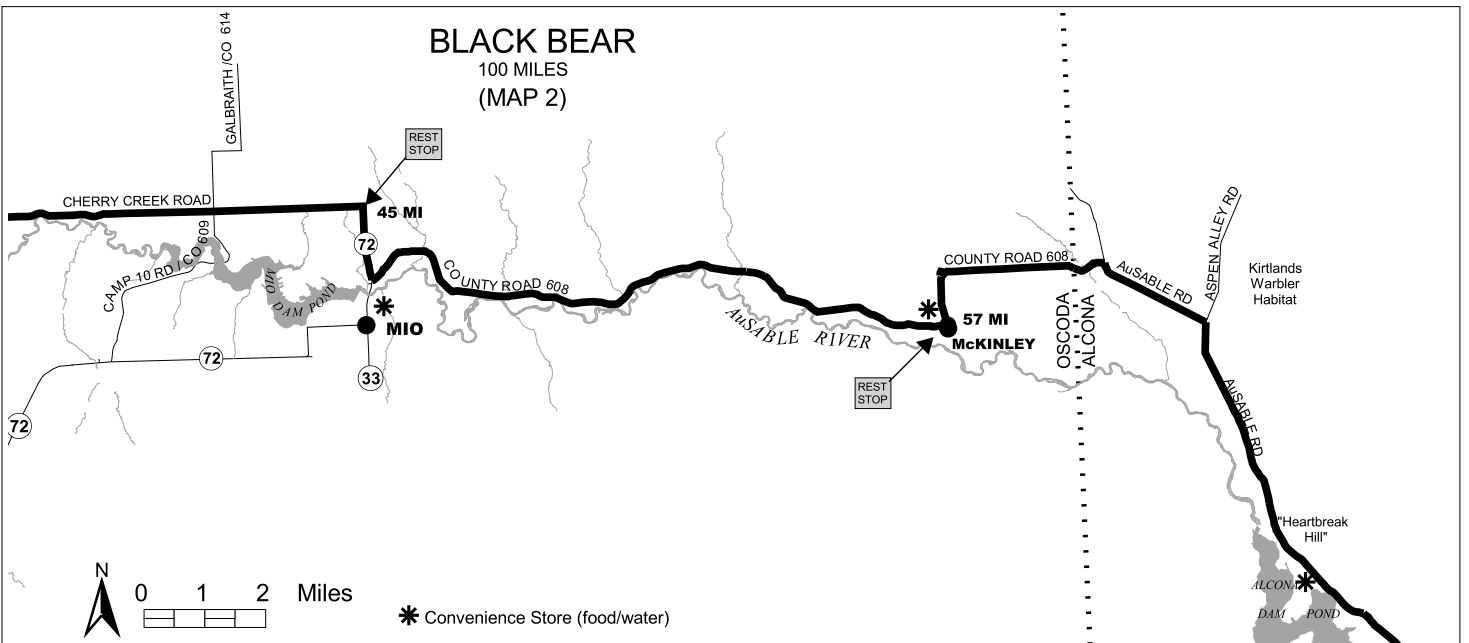 BLACK BEAR
100 MILES
(MAP 2)
GALBRAITH /CO 614
REST
STOP
CHERRY CREEK ROAD
45 MI
72
CAMP 10 RD / CO 609
MIO
DAM POND
COUNTY ROAD 608
MIO
72
33
72
AuSABLE RIVER
57 MI
McKINLEY
REST
STOP
COUNTY ROAD 608
OSCODA
ALCONA
AuSABLE RD
ASPEN ALLEY RD
Kirtlands
Warbler
Habitat
AuSABLE RD
"Heartbreak
Hill"
ALCONA
DAM POND
N
0 1 2 Miles
Convenience Store (food/water)